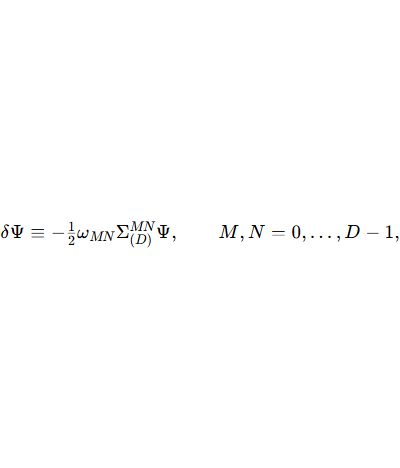 δΨ ≡ −½ω_{MN}Σ^{MN}_{(D)}Ψ, M, N = 0, . . . , D − 1,